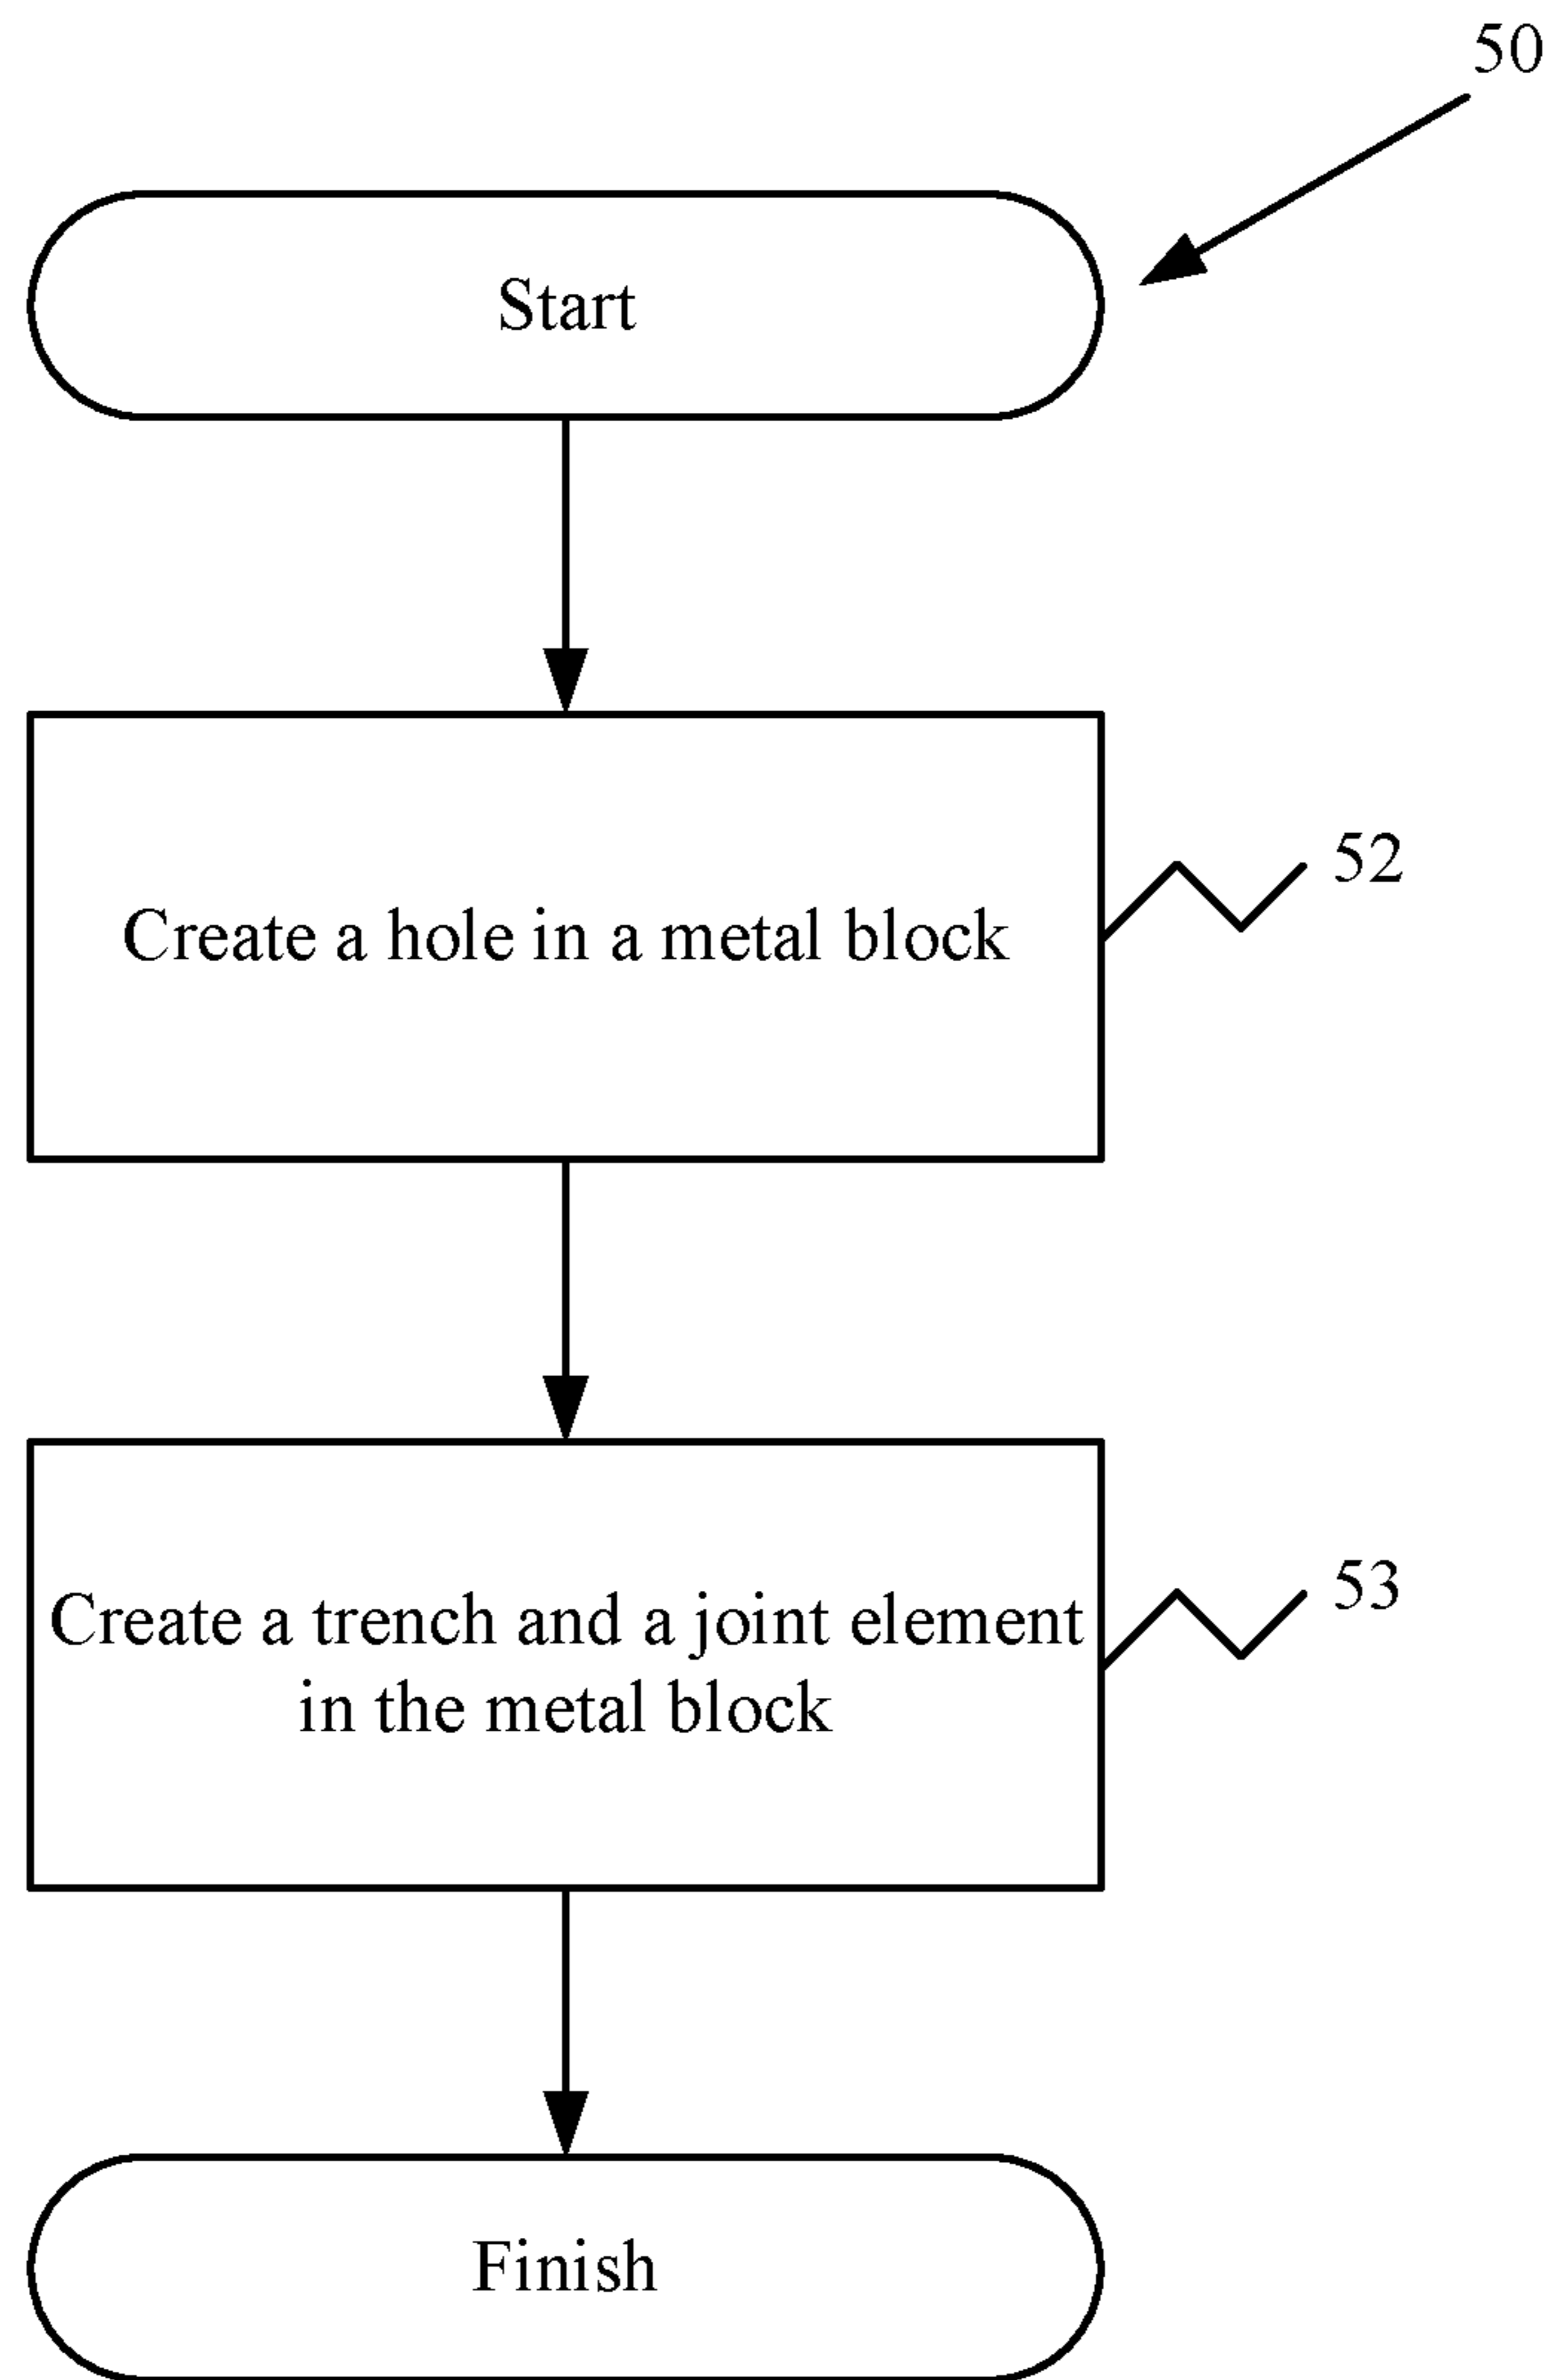 50
Start
52
Create a hole in a metal block
53
Create a trench and a joint element
in the metal block
Finish